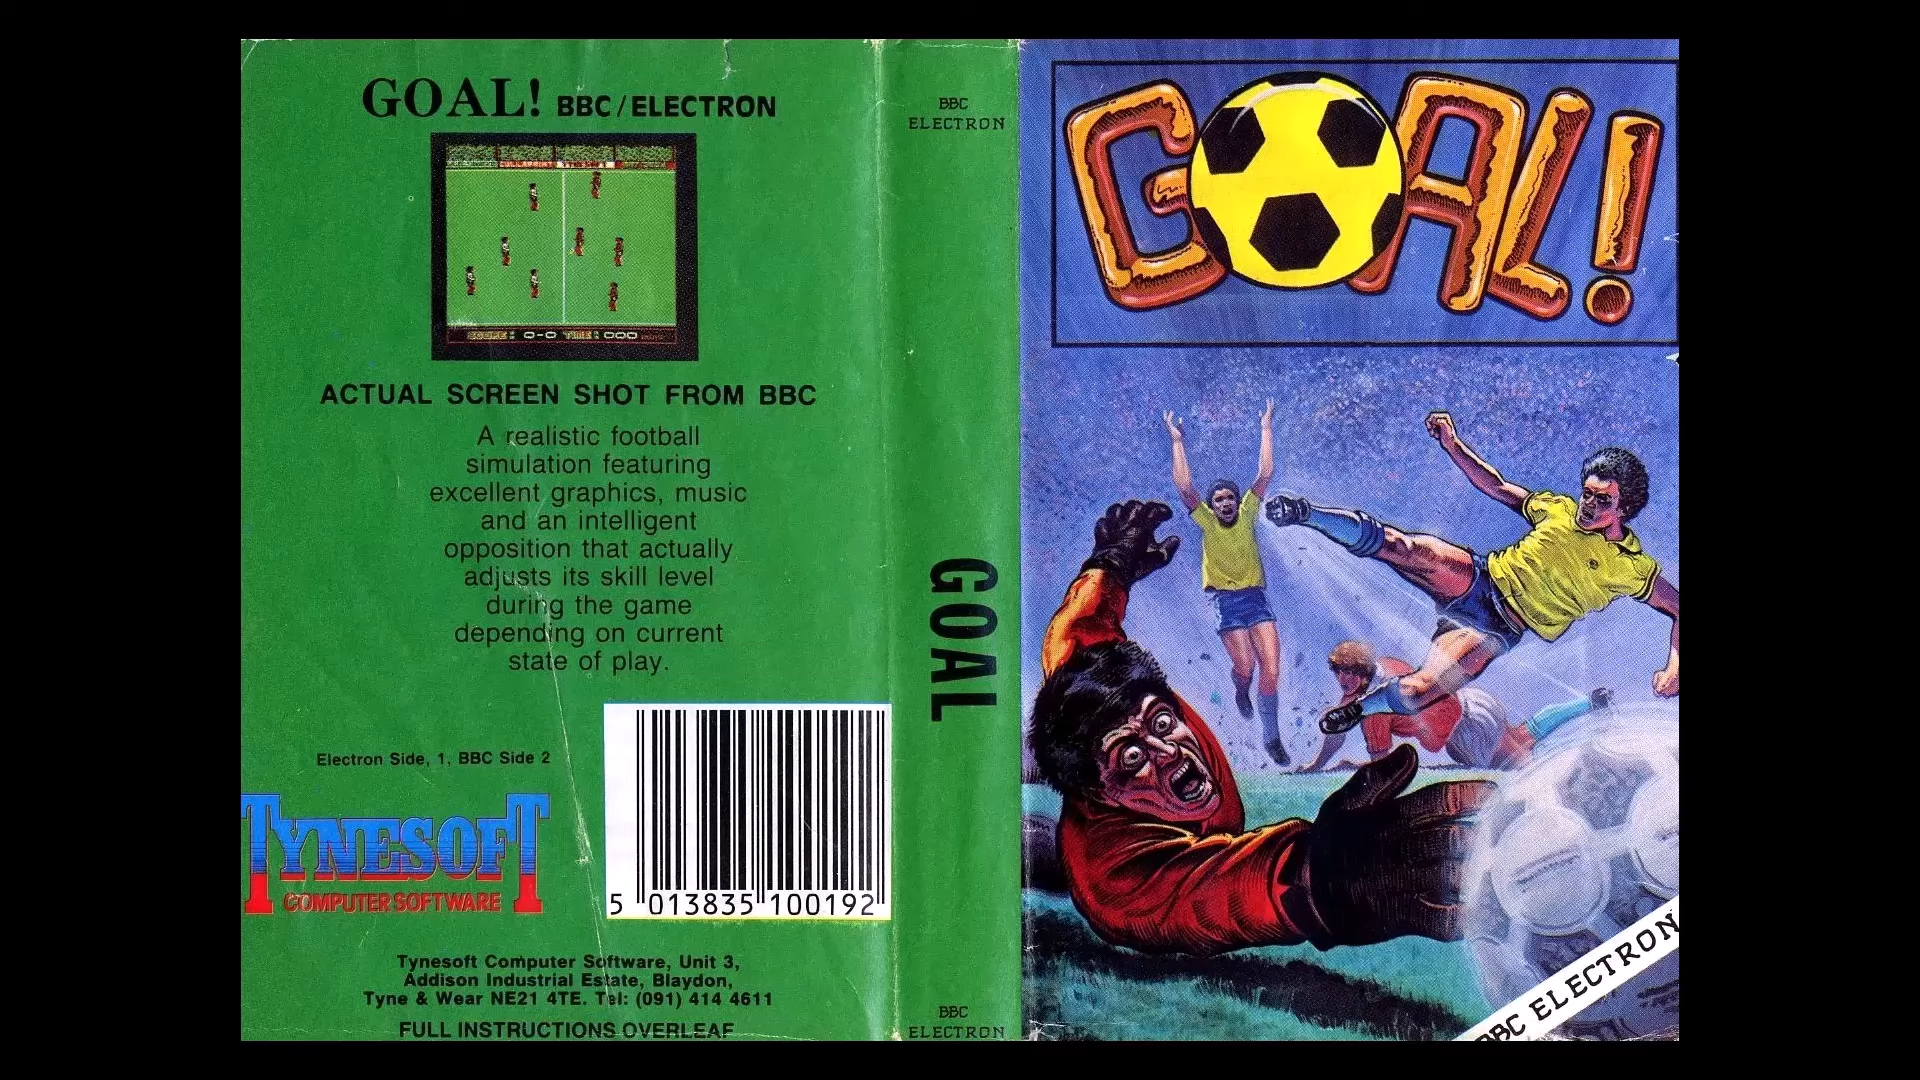 GOAL! BBC/ELECTRON
SCORE: 0-0 TIME: 000
ACTUAL SCREEN SHOT FROM BBC
A realistic football
simulation featuring
excellent graphics, music
and an intelligent
opposition that actually
adjusts its skill level
during the game
depending on current
state of play.
Electron Side, 1, BBC Side 2
TYNESOFT
COMPUTER SOFTWARE
5 013835 100192
Tynesoft Computer Software, Unit 3,
Addison Industrial Estate, Blaydon,
Tyne & Wear NE21 4TE. Tel: (091) 414 4611
FULL INSTRUCTIONS OVERLEAF
BBC
ELECTRON
GOAL
BBC
ELECTRON
GOAL!
BBC ELECTRON